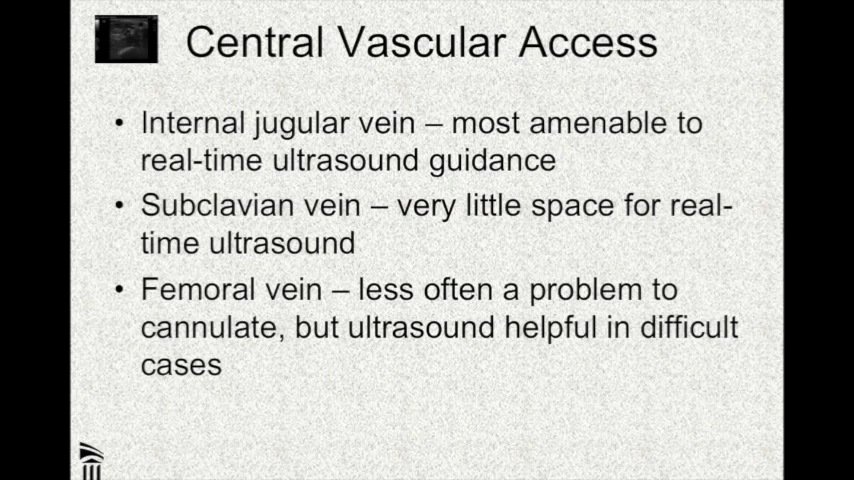 Central Vascular Access
• Internal jugular vein – most amenable to
real-time ultrasound guidance
• Subclavian vein – very little space for real-
time ultrasound
• Femoral vein – less often a problem to
cannulate, but ultrasound helpful in difficult
cases